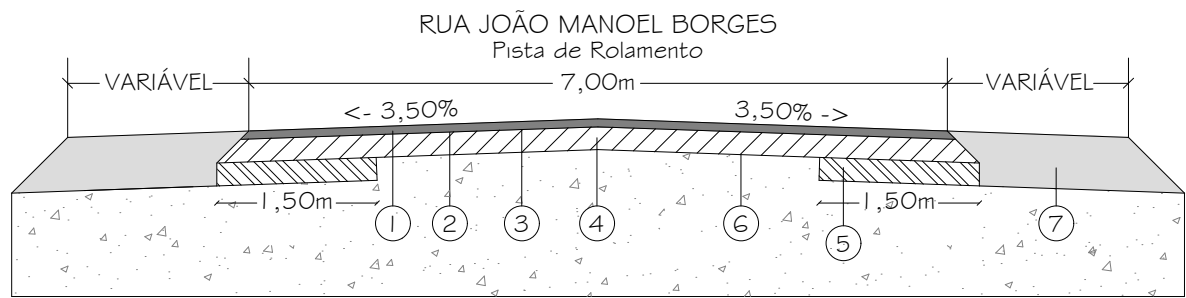 RUA JOÃO MANOEL BORGES
Pista de Rolamento
VARIÁVEL 7,00m VARIÁVEL
<- 3,50% 3,50% ->
1,50m 1,50m
1 2 3 4 6 5 7